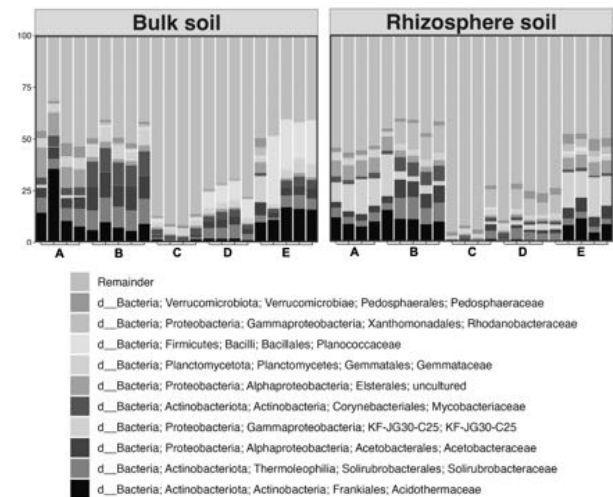 Bulk soil
Rhizosphere soil
100
75
50
25
0
A B C D E
A B C D E
Remainder
d__Bacteria; Verrucomicrobiota; Verrucomicrobiae; Pedosphaerales; Pedosphaeraceae
d__Bacteria; Proteobacteria; Gammaproteobacteria; Xanthomonadales; Rhodanobacteraceae
d__Bacteria; Firmicutes; Bacilli; Bacillales; Planococcaceae
d__Bacteria; Planctomycetota; Planctomycetes; Gemmatales; Gemmataceae
d__Bacteria; Proteobacteria; Alphaproteobacteria; Elsterales; uncultured
d__Bacteria; Actinobacteriota; Actinobacteria; Corynebacteriales; Mycobacteriaceae
d__Bacteria; Proteobacteria; Gammaproteobacteria; KF-JG30-C25; KF-JG30-C25
d__Bacteria; Proteobacteria; Alphaproteobacteria; Acetobacterales; Acetobacteraceae
d__Bacteria; Actinobacteriota; Thermoleophilia; Solirubrobacterales; Solirubrobacteraceae
d__Bacteria; Actinobacteriota; Actinobacteria; Frankiales; Acidothermaceae